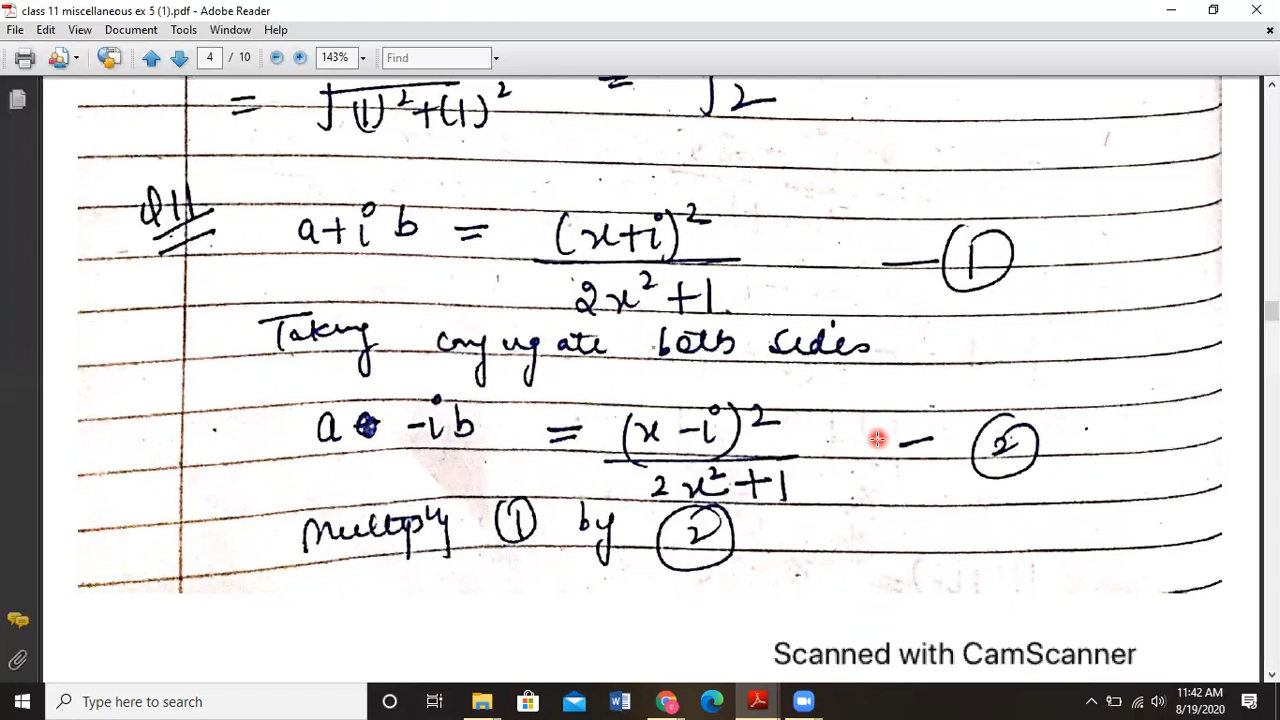 class 11 miscellaneous ex 5 (1).pdf - Adobe Reader
File Edit View Document Tools Window Help
4 / 10 143% Find
= √(1)²+(1)² = √2
Q11 a+ib = (x+i)² / 2x²+1 — ①
Taking conjugate both sides
a -ib = (x-i)² / 2x²+1 — ②
Multiply ① by ②
Scanned with CamScanner
Type here to search
11:42 AM
8/19/2020